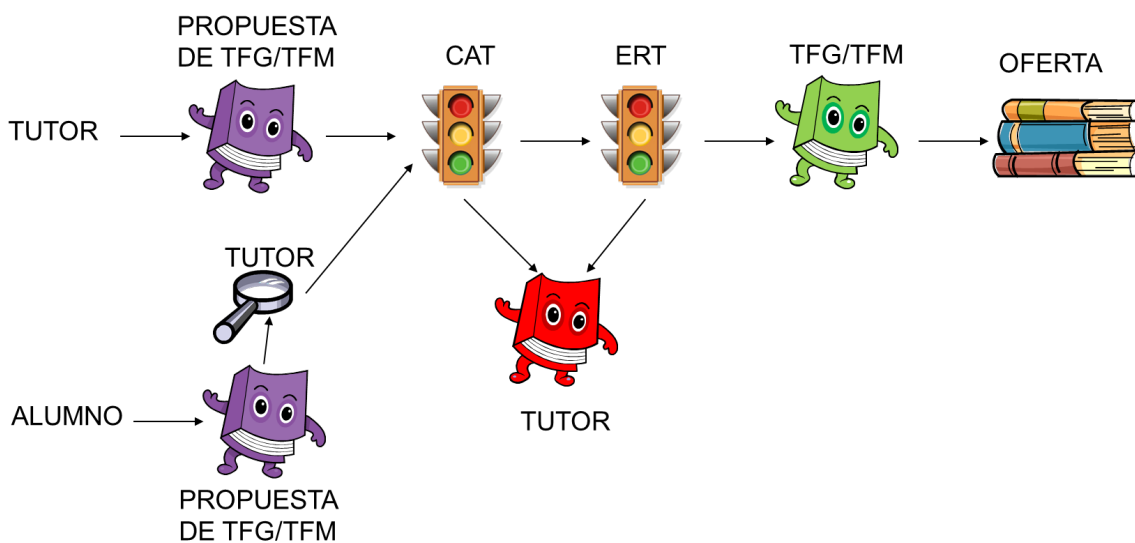 PROPUESTA
DE TFG/TFM
CAT
ERT
TFG/TFM
OFERTA
TUTOR
TUTOR
ALUMNO
TUTOR
PROPUESTA
DE TFG/TFM